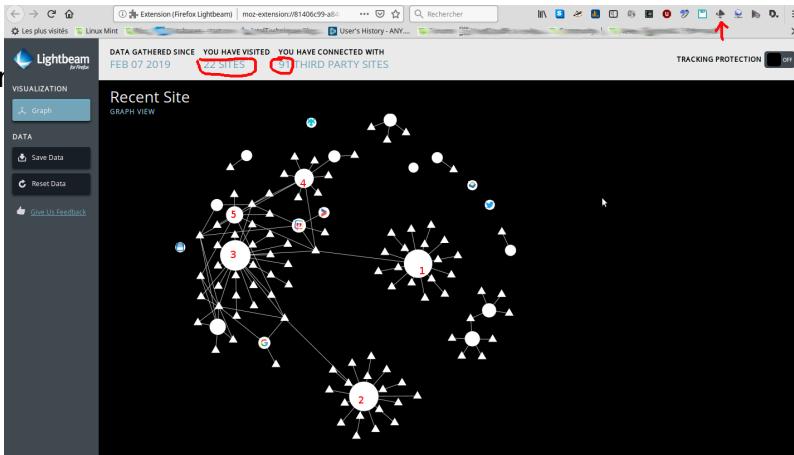 Extension (Firefox Lightbeam) moz-extension://81406c99-a84 Rechercher
Les plus visités Linux Mint User's History - ANY...
Lightbeam
for Firefox
DATA GATHERED SINCE YOU HAVE VISITED YOU HAVE CONNECTED WITH
FEB 07 2019 22 SITES 91 THIRD PARTY SITES
TRACKING PROTECTION OFF
VISUALIZATION
Graph
DATA
Save Data
Reset Data
Give Us Feedback
Recent Site
GRAPH VIEW
4
5
3
1
2